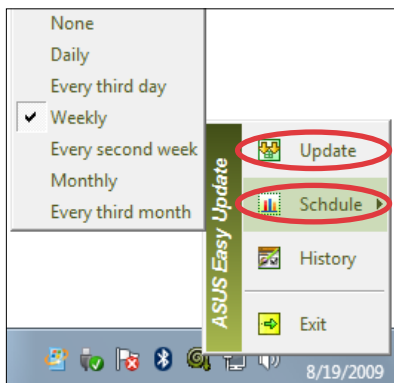 None
Daily
Every third day
Weekly
Every second week
Monthly
Every third month
ASUS Easy Update
Update
Schdule
History
Exit
8/19/2009